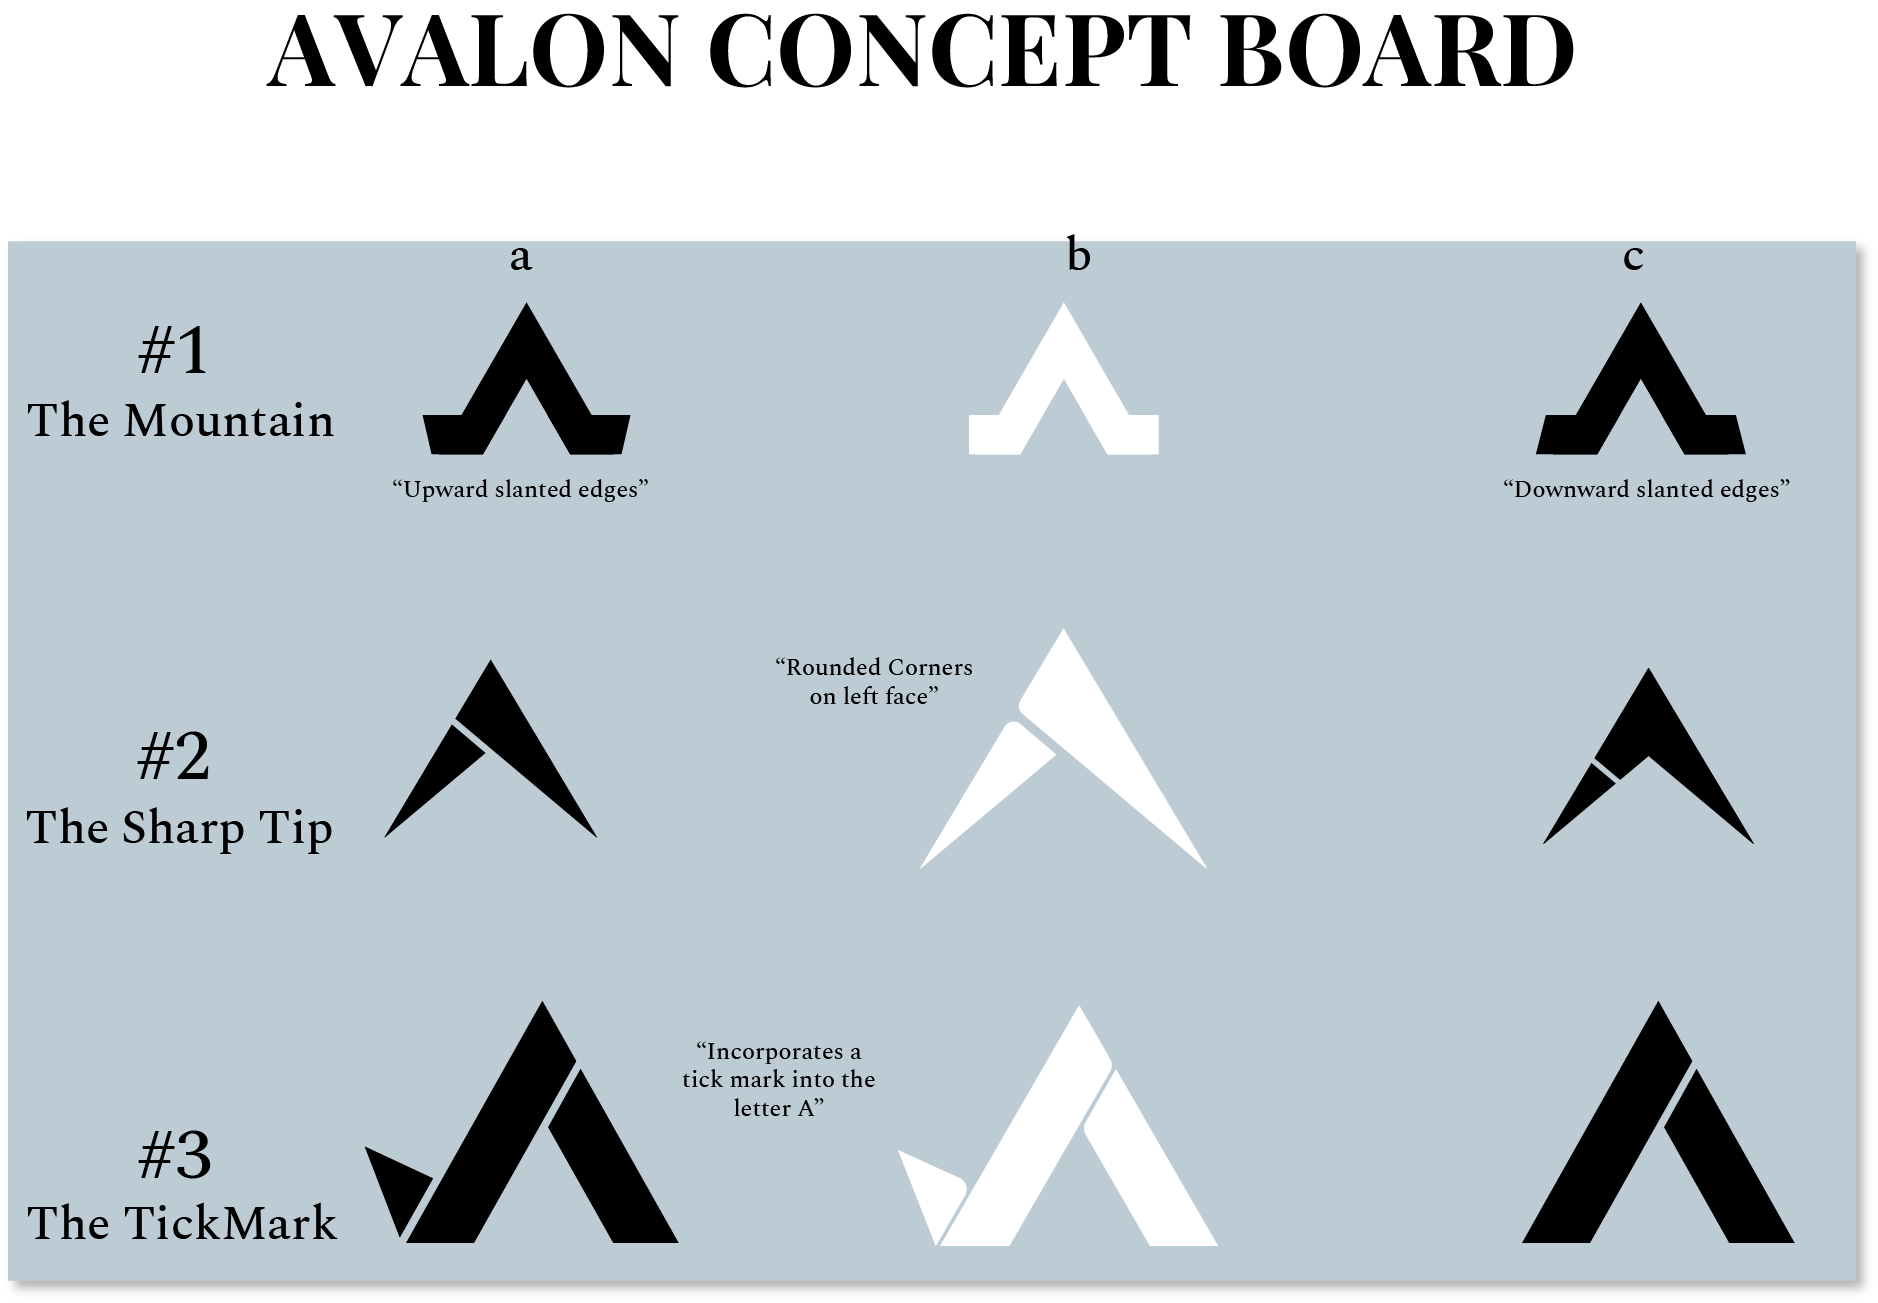 AVALON CONCEPT BOARD
a
b
c
#1
The Mountain
“Upward slanted edges”
“Downward slanted edges”
#2
The Sharp Tip
“Rounded Corners
on left face”
#3
The TickMark
“Incorporates a
tick mark into the
letter A”